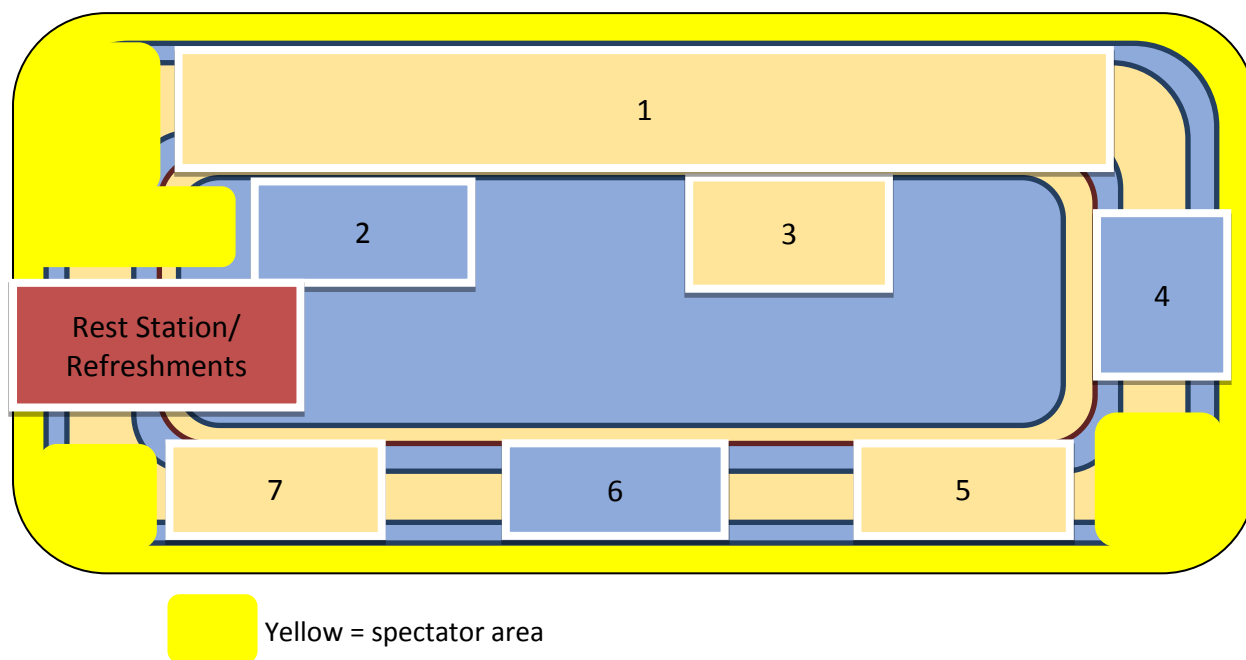 1
2
3
4
Rest Station/
Refreshments
7
6
5
Yellow = spectator area